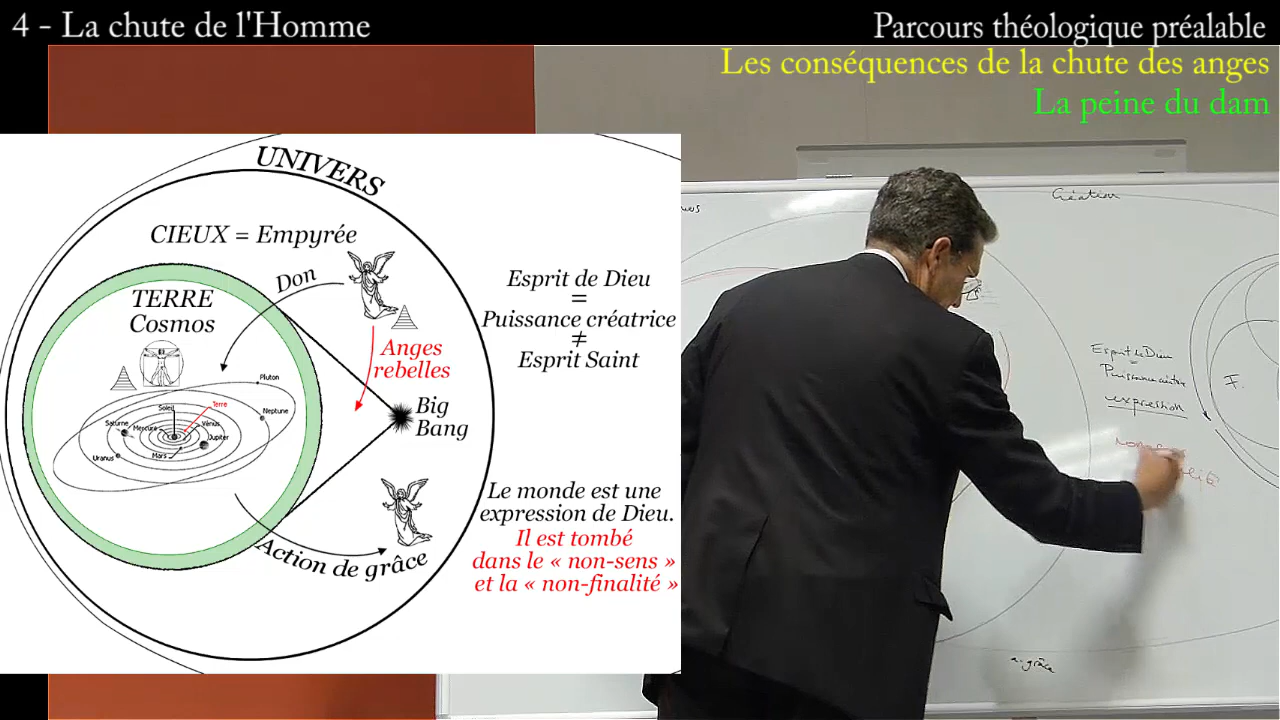 4 - La chute de l'Homme
Parcours théologique préalable
Les conséquences de la chute des anges
La peine du dam
UNIVERS
CIEUX = Empyrée
Don
TERRE
Cosmos
Anges
rebelles
Big
Bang
Pluton
Soleil
Terre
Neptune
Saturne
Mercure
Vénus
Jupiter
Uranus
Mars
Action de grâce
Esprit de Dieu
=
Puissance créatrice
≠
Esprit Saint
Le monde est une
expression de Dieu.
Il est tombé
dans le « non-sens »
et la « non-finalité »
Création
Esprit de Dieu
=
expression
F.
a. grâce